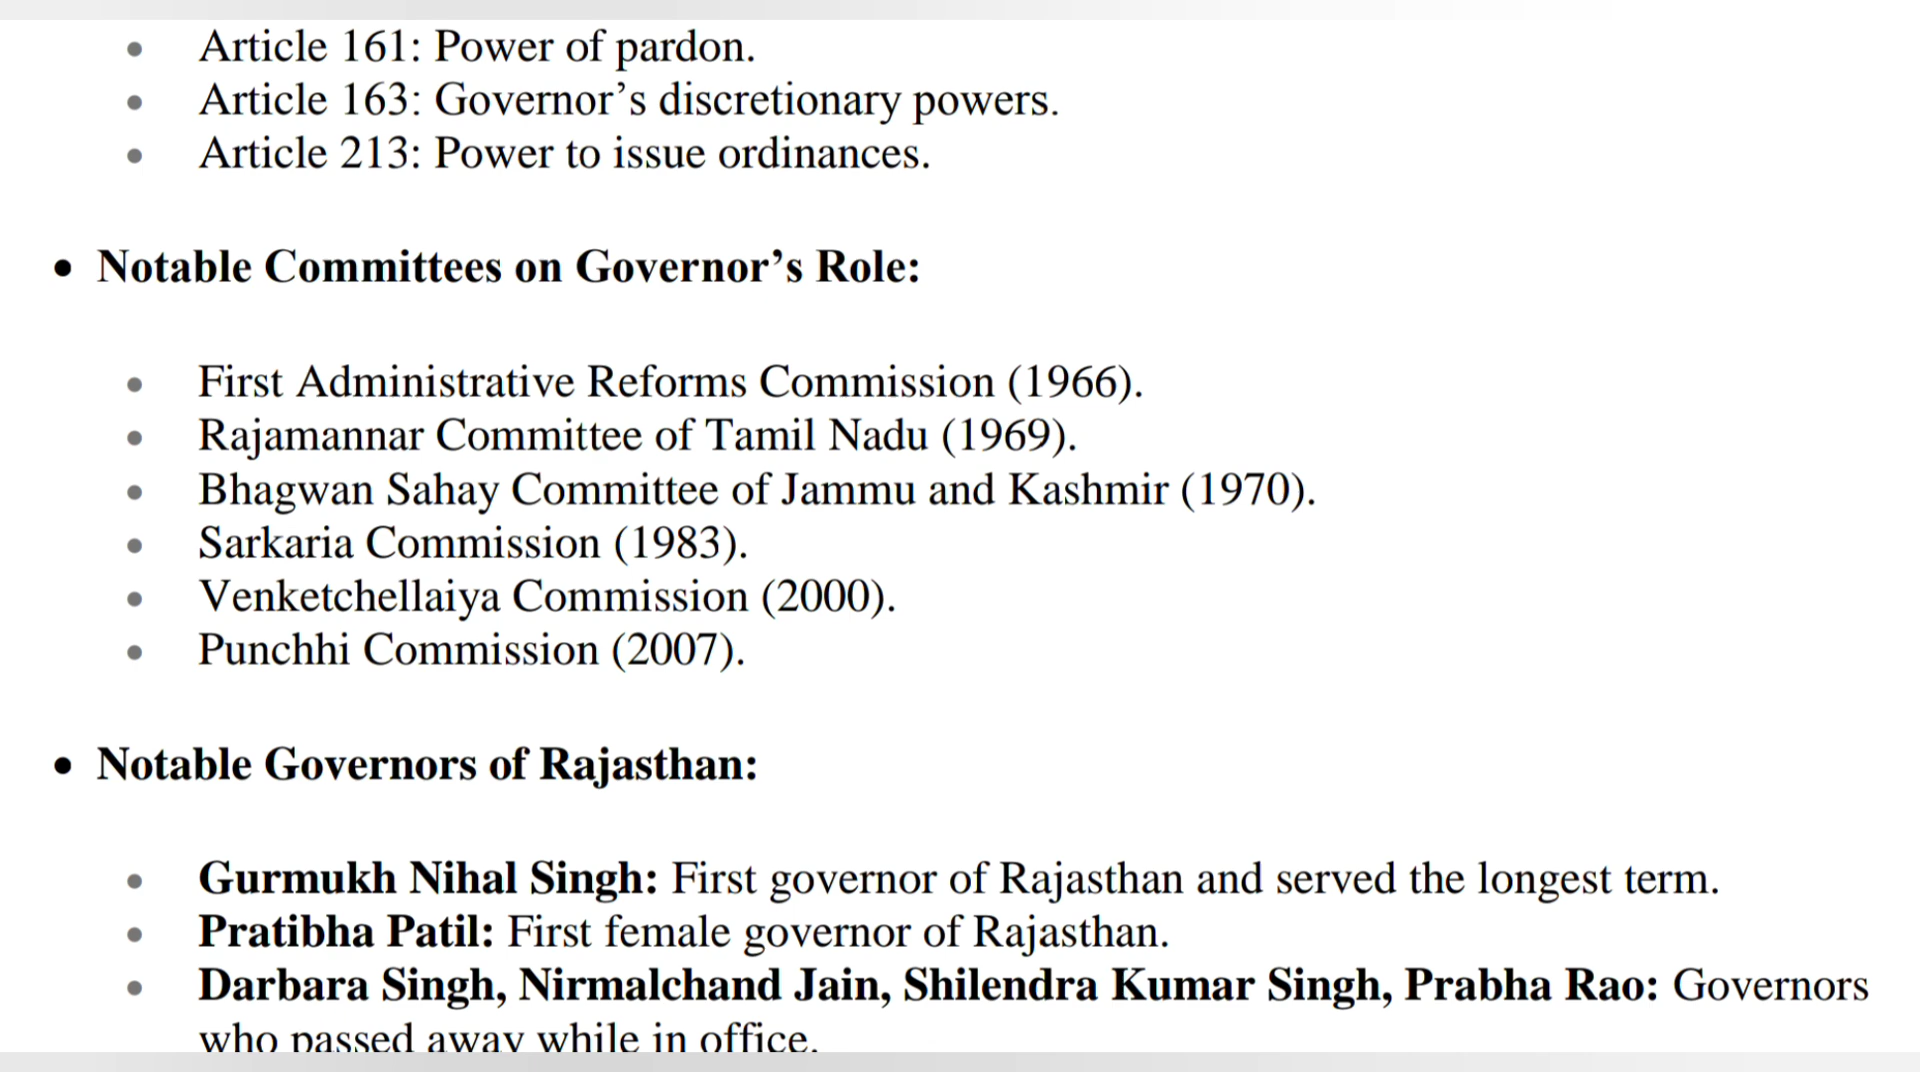 • Article 161: Power of pardon.
• Article 163: Governor’s discretionary powers.
• Article 213: Power to issue ordinances.
• Notable Committees on Governor’s Role:
• First Administrative Reforms Commission (1966).
• Rajamannar Committee of Tamil Nadu (1969).
• Bhagwan Sahay Committee of Jammu and Kashmir (1970).
• Sarkaria Commission (1983).
• Venketchellaiya Commission (2000).
• Punchhi Commission (2007).
• Notable Governors of Rajasthan:
• Gurmukh Nihal Singh: First governor of Rajasthan and served the longest term.
• Pratibha Patil: First female governor of Rajasthan.
• Darbara Singh, Nirmalchand Jain, Shilendra Kumar Singh, Prabha Rao: Governors
who passed away while in office.